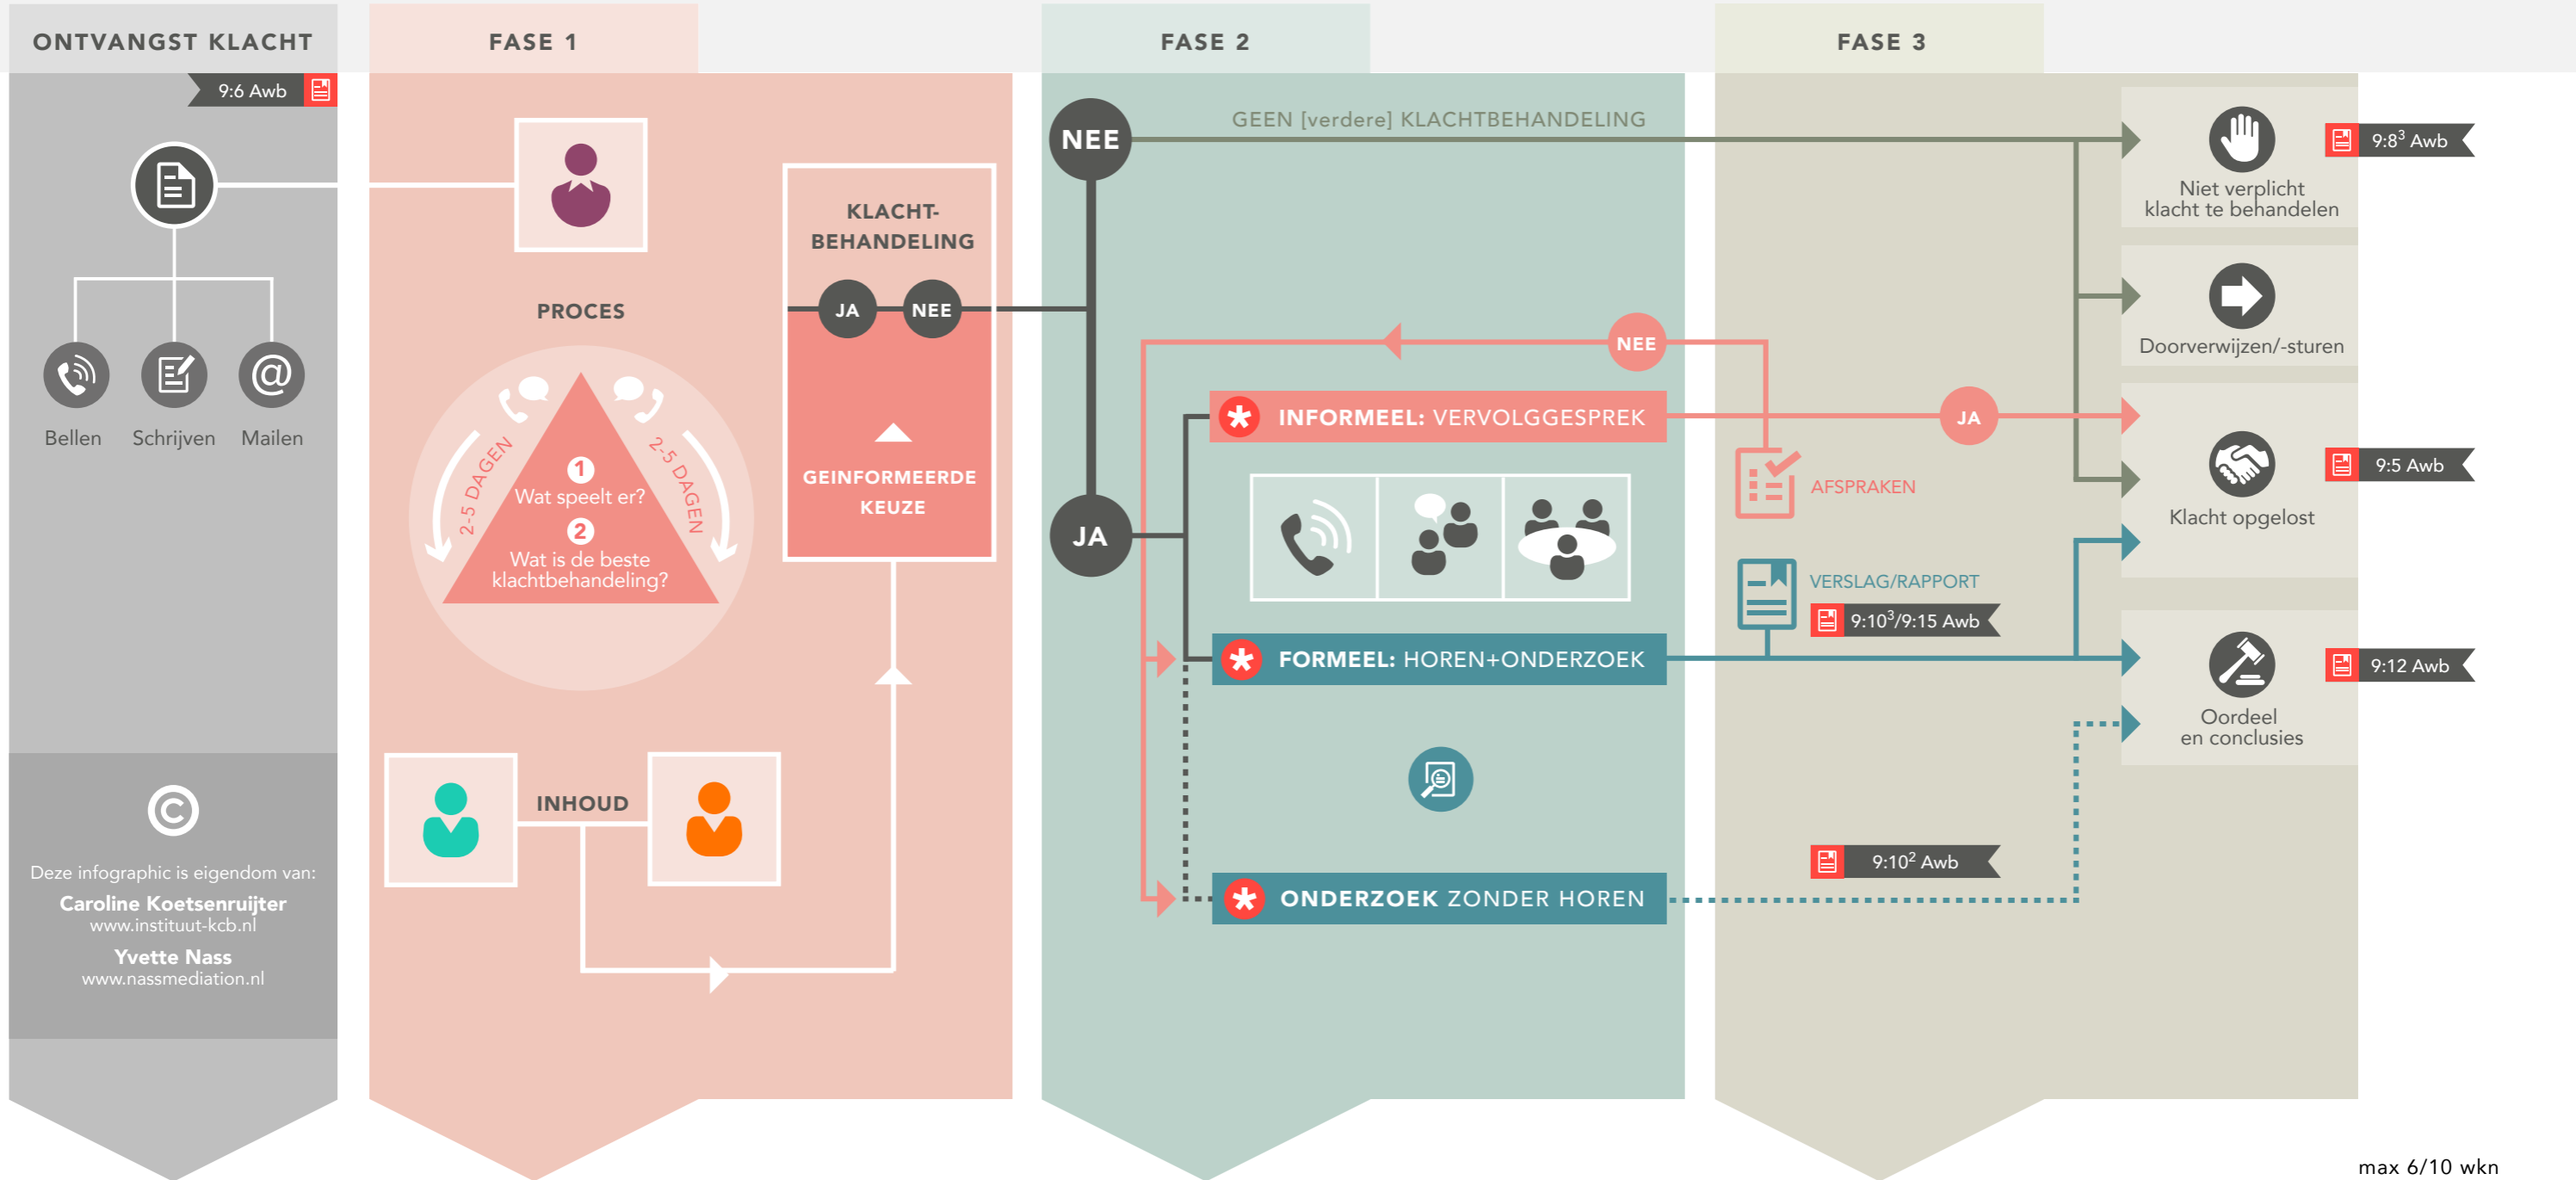 ONTVANGST KLACHT
9:6 Awb
Bellen
Schrijven
Mailen
@
©
Deze infographic is eigendom van:
Caroline Koetsenruijter
www.instituut-kcb.nl
Yvette Nass
www.nassmediation.nl
FASE 1
PROCES
2-5 DAGEN
2-5 DAGEN
1
Wat speelt er?
2
Wat is de beste
klachtbehandeling?
INHOUD
KLACHT-
BEHANDELING
JA
NEE
GEINFORMEERDE
KEUZE
FASE 2
NEE
GEEN [verdere] KLACHTBEHANDELING
JA
NEE
* INFORMEEL: VERVOLGGESPREK
* FORMEEL: HOREN+ONDERZOEK
* ONDERZOEK ZONDER HOREN
FASE 3
JA
AFSPRAKEN
VERSLAG/RAPPORT
9:10³/9:15 Awb
9:10² Awb
Niet verplicht
klacht te behandelen
9:8³ Awb
Doorverwijzen/-sturen
Klacht opgelost
9:5 Awb
Oordeel
en conclusies
9:12 Awb
max 6/10 wkn